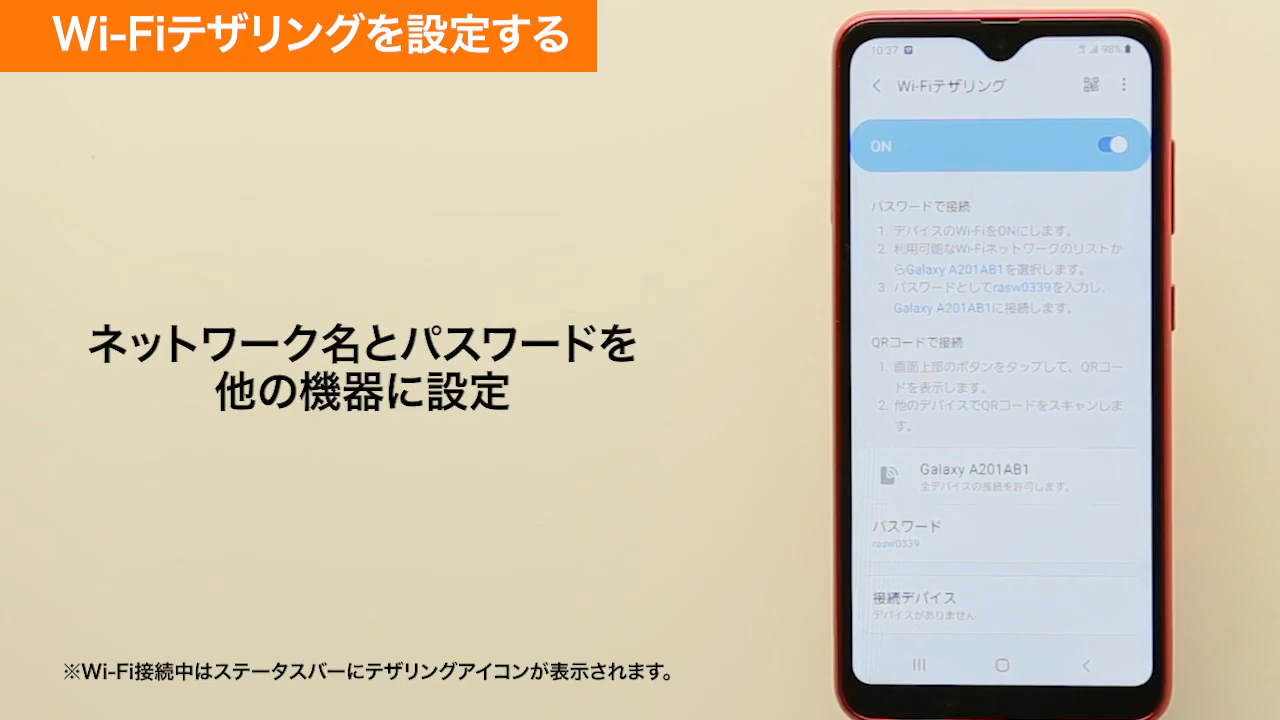 Wi-Fiテザリングを設定する
ネットワーク名とパスワードを
他の機器に設定
※Wi-Fi接続中はステータスバーにテザリングアイコンが表示されます。
10:37
98%
Wi-Fiテザリング
ON
パスワードで接続
1. デバイスのWi-FiをONにします。
2. 利用可能なWi-Fiネットワークのリストか
らGalaxy A201AB1を選択します。
3. パスワードとしてrasw0339を入力し、
Galaxy A201AB1に接続します。
QRコードで接続
1. 画面上部のボタンをタップして、QRコー
ドを表示します。
2. 他のデバイスでQRコードをスキャンしま
す。
Galaxy A201AB1
全デバイスの接続を許可します。
パスワード
rasw0339
接続デバイス
デバイスがありません